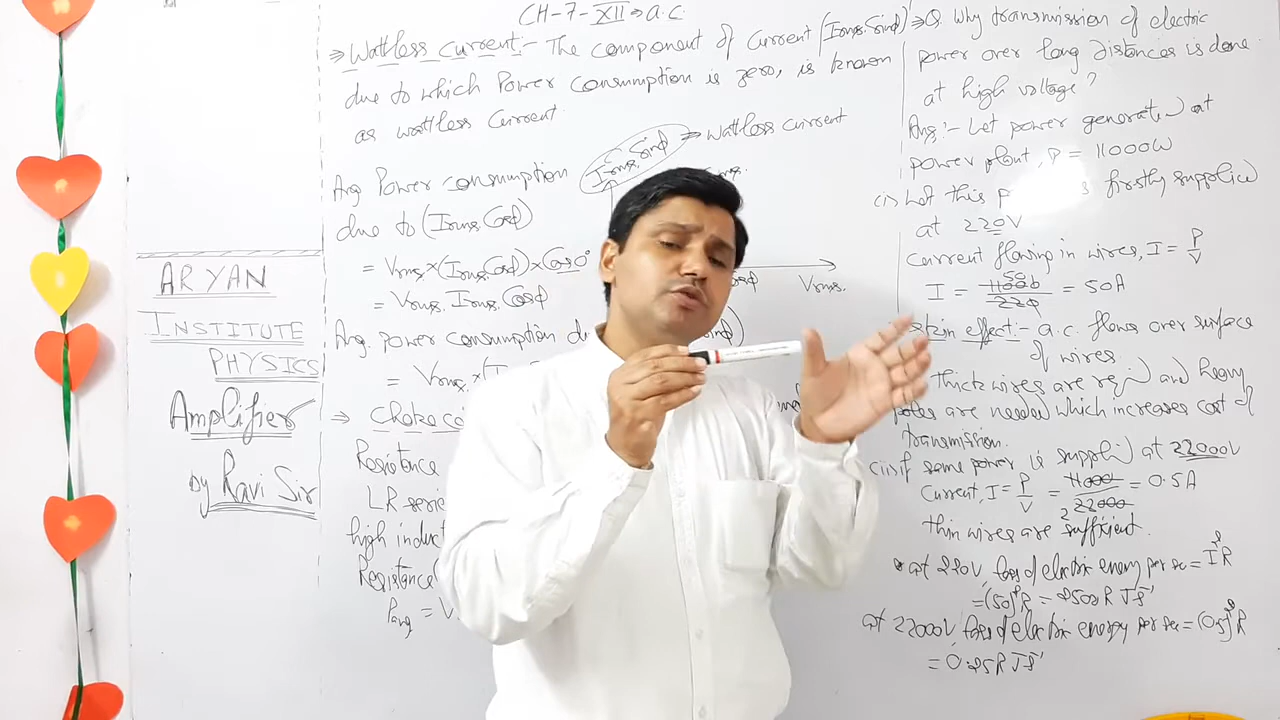 CH-7-XII → a.c.
ARYAN
INSTITUTE
PHYSICS
Amplifier
by Ravi Sir
⇒ Wattless current:- The component of current (Irms. Sinϕ)
due to which Power consumption is zero, is known
as wattless current.
Irms Sinϕ ⇒ wattless current
Avg Power consumption
due to (Irms Cosϕ)
= Vrms × (Irms Cosϕ) × Cos0°
= Vrms. Irms Cosϕ
Vrms.
Avg. power consumption
= Vrms ×
⇒ Choke
Resistance
LR
high
Resistance
Pavg = V
⇒ Q. Why transmission of electric
power over long distances is done
at high voltage?
Ans:- Let power generated at
power plant, P = 11000W
(i) Let this firstly supplied
at 220V
current flowing in wires, I = P/V
I = 11000/220 = 50A
skin effect:- a.c. flows over surface
of wires.
thick wires are and heavy
poles are needed which increases cost of
transmission.
(ii) if same power is supplied at 22000V
Current, I = P/V = 11000/22000 = 0.5A
thin wires are sufficient.
at 220V, loss of electric energy per sec = I²R
= (50)²R = 2500R JS⁻¹
at 22000V loss of electric energy per sec = (0.5)²R
= 0.25R JS⁻¹